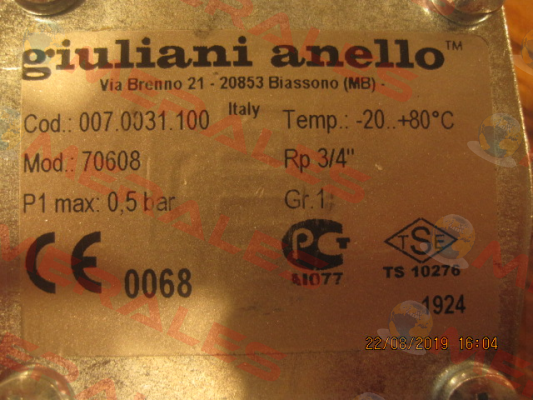 giuliani anello™
Via Brenno 21 - 20853 Biassono (MB) -
Italy
Cod.: 007.0031.100
Temp.: -20..+80°C
Mod.: 70608
Rp 3/4"
P1 max: 0,5 bar
Gr.1
CE 0068
PCT
АЮ77
TSE
TS 10276
1924
22/08/2019 16:04